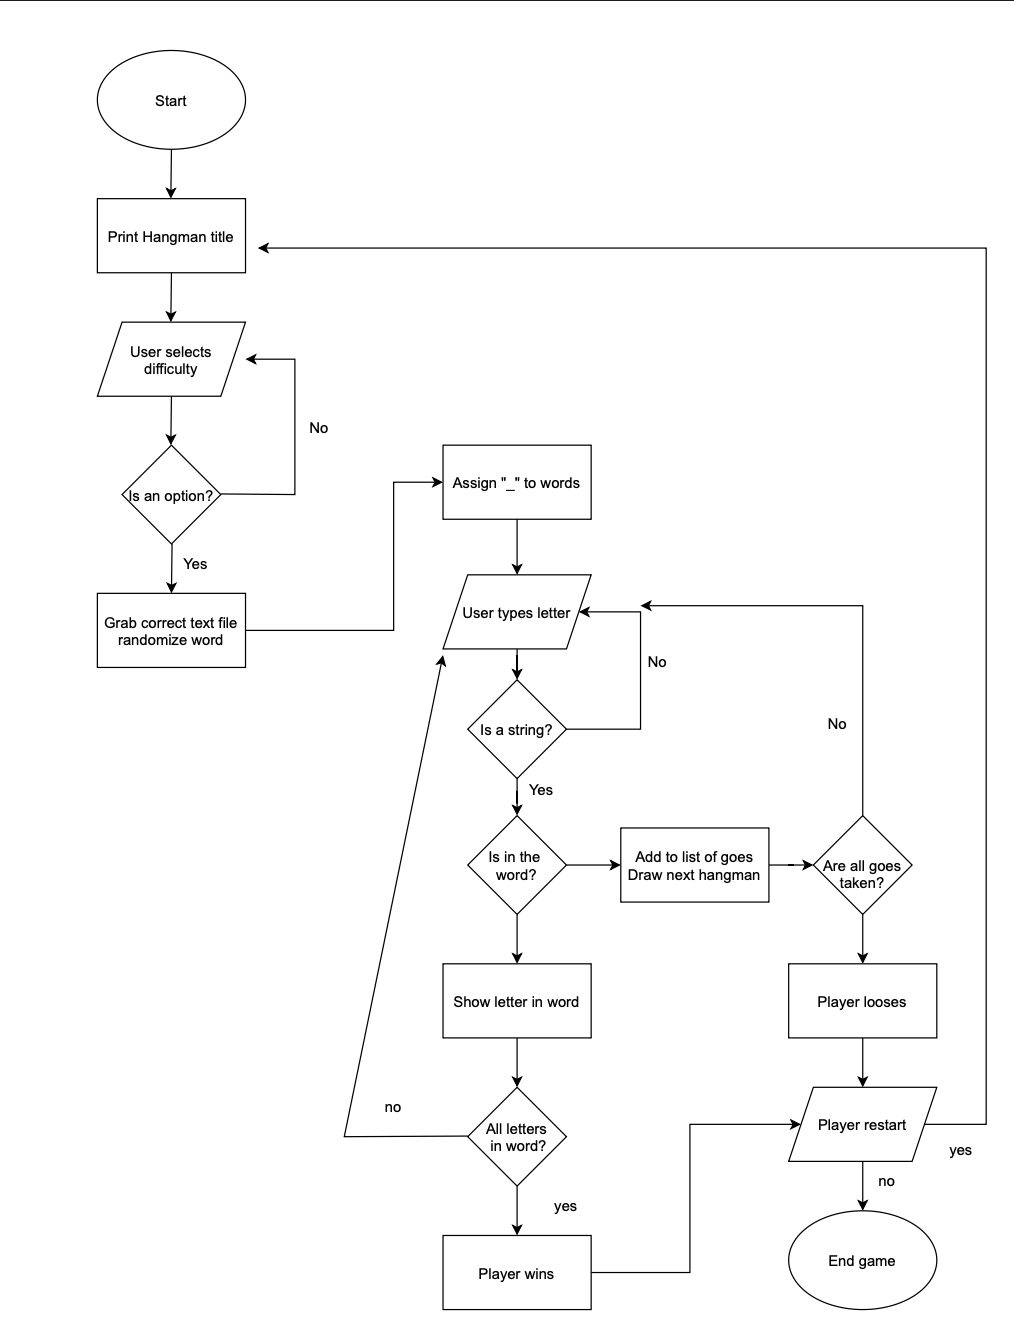 Start
Print Hangman title
User selects
difficulty
No
Is an option?
Yes
Grab correct text file
randomize word
Assign "_" to words
User types letter
No
Is a string?
Yes
Is in the
word?
Add to list of goes
Draw next hangman
Are all goes
taken?
No
Show letter in word
Player looses
no
All letters
in word?
yes
Player wins
Player restart
yes
no
End game